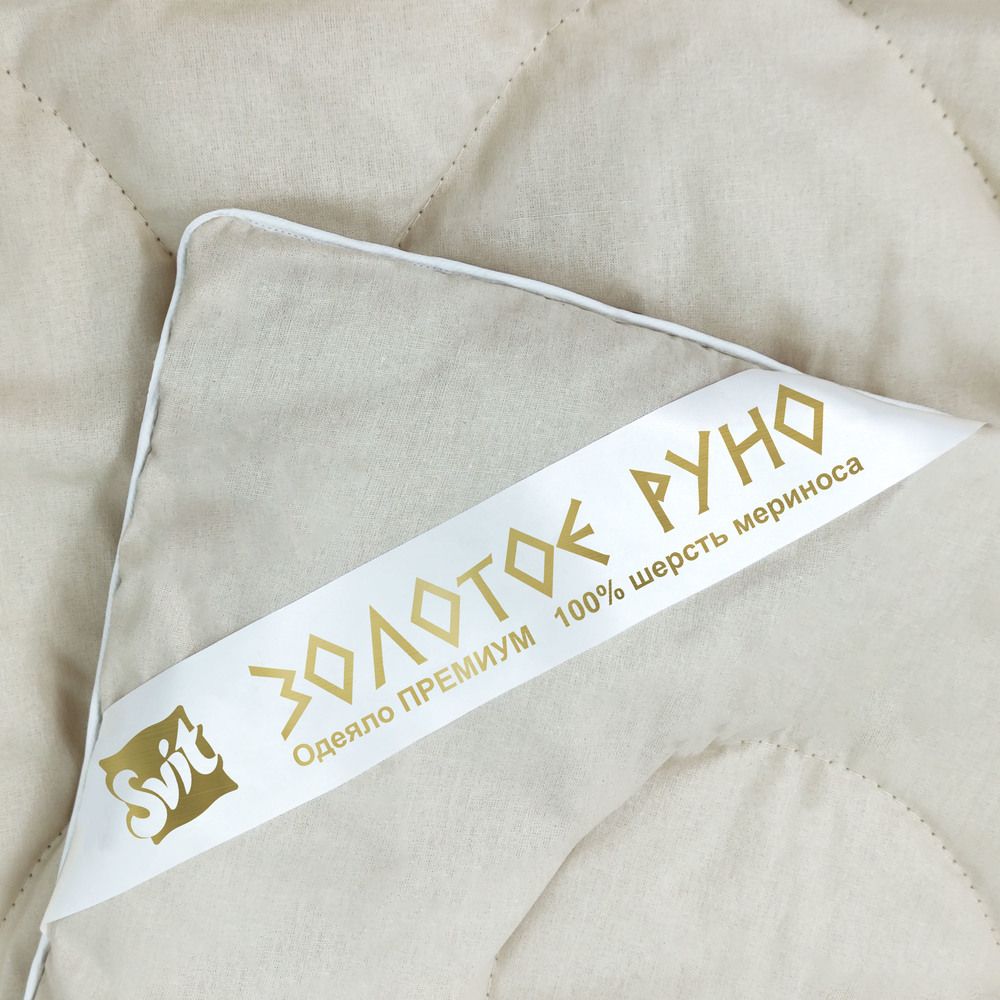 Svit
ЗОЛОТОЕ РУНО
Одеяло ПРЕМИУМ 100% шерсть мериноса